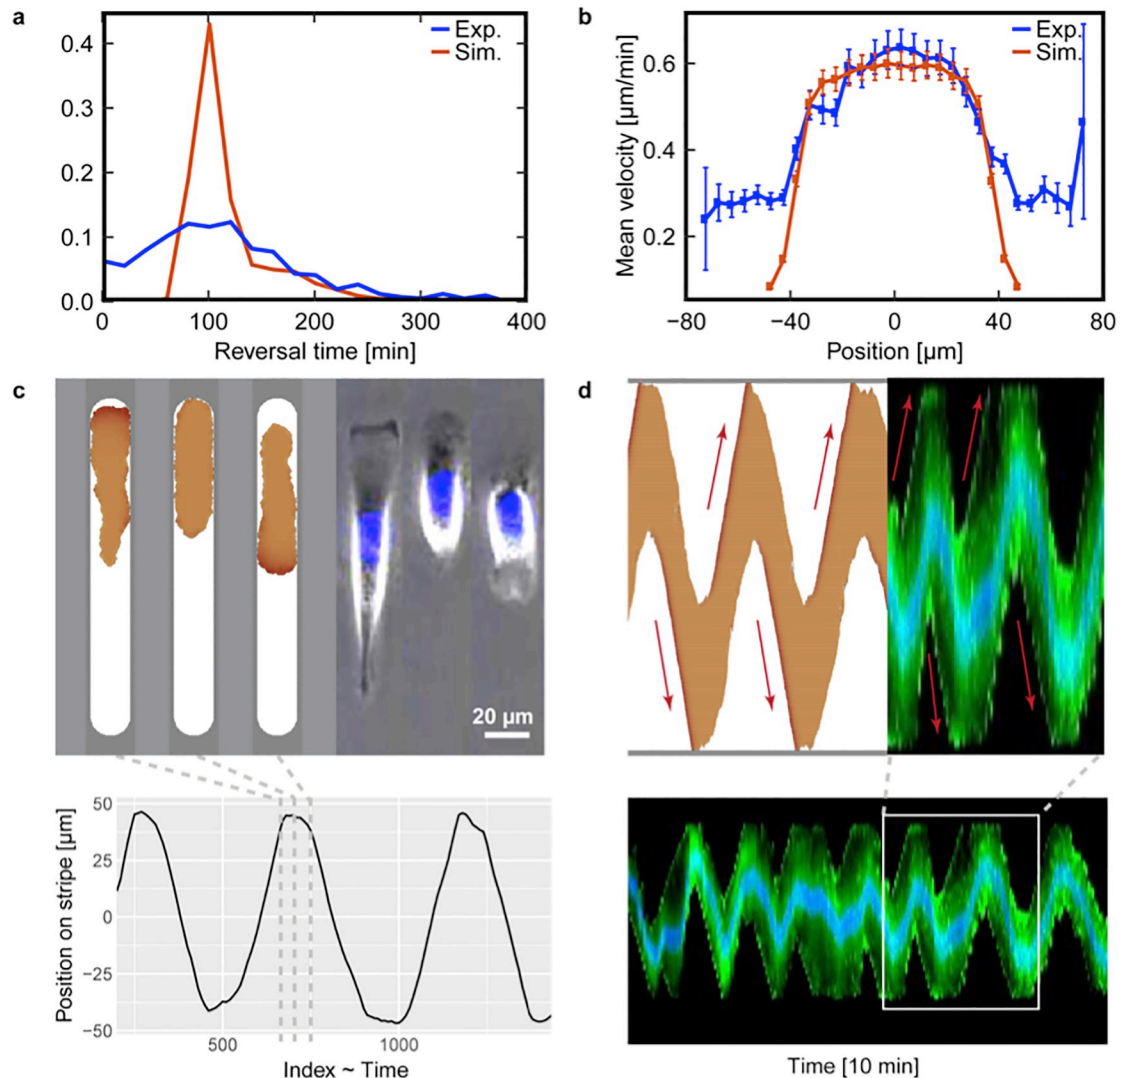 a
Exp.
Sim.
0.4
0.3
0.2
0.1
0.0
0
100
200
300
400
Reversal time [min]
b
Exp.
Sim.
Mean velocity [µm/min]
0.6
0.4
0.2
−80
−40
0
40
80
Position [µm]
c
20 µm
Position on stripe [µm]
50
25
0
−25
−50
500
1000
Index ~ Time
d
Time [10 min]